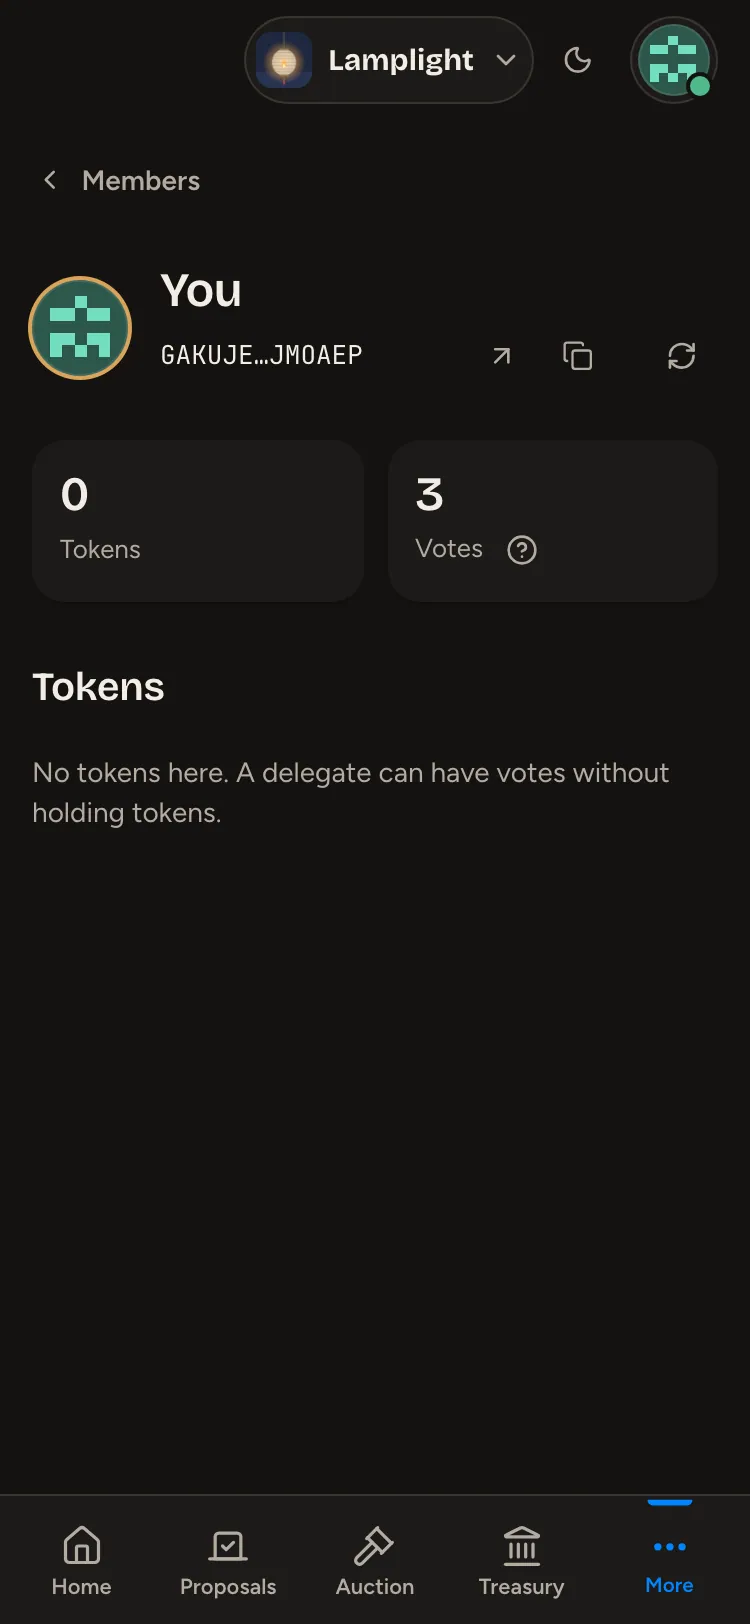 Lamplight
Members
You
GAKUJE…JMOAEP
0
Tokens
3
Votes
Tokens
No tokens here. A delegate can have votes without
holding tokens.
Home
Proposals
Auction
Treasury
More